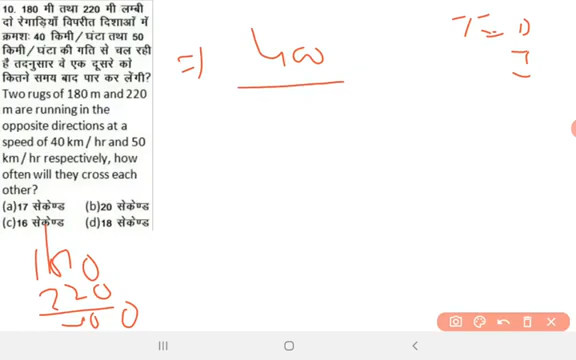 10. 180 मी तथा 220 मी लम्बी
दो रेगाड़ियाँ विपरीत दिशाओं में
क्रमशः 40 किमी/घंटा तथा 50
किमी/घंटा की गति से चल रही
है तदनुसार वे एक दूसरे को
कितने समय बाद पार कर लेंगी?
Two rugs of 180 m and 220
m are running in the
opposite directions at a
speed of 40 km/hr and 50
km/hr respectively, how
often will they cross each
other?
(a)17 सेकेण्ड (b)20 सेकेण्ड
(c)16 सेकेण्ड (d)18 सेकेण्ड
180
220
400
⇒ 400
T = D